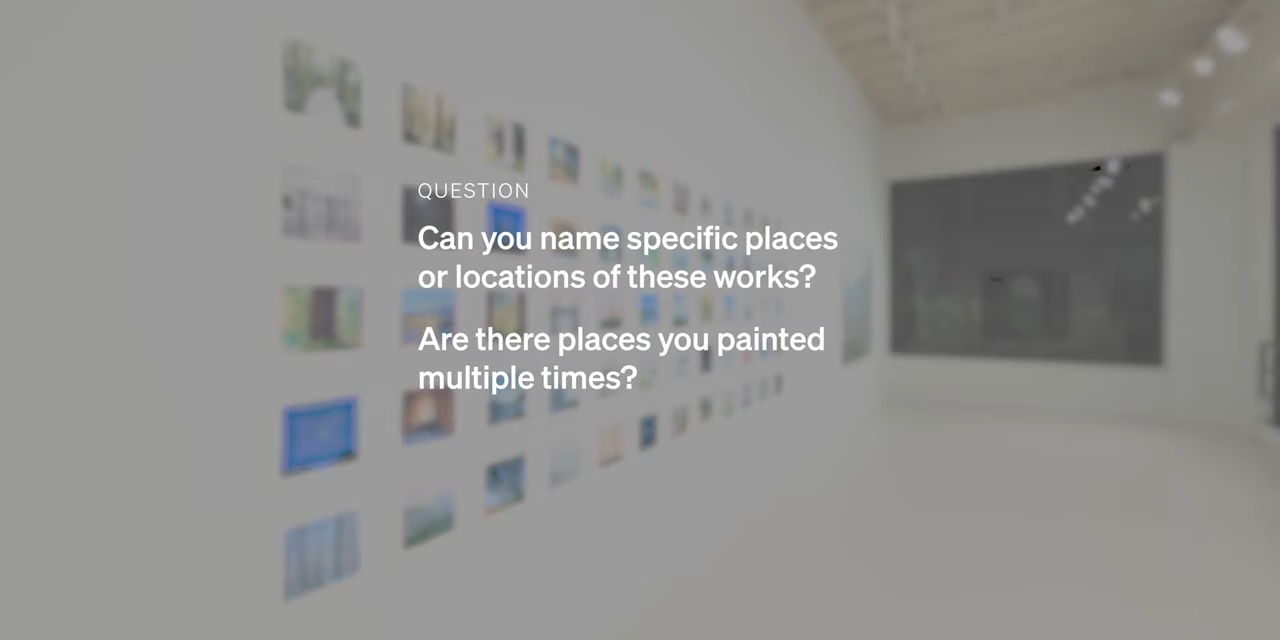 QUESTION
Can you name specific places
or locations of these works?
Are there places you painted
multiple times?